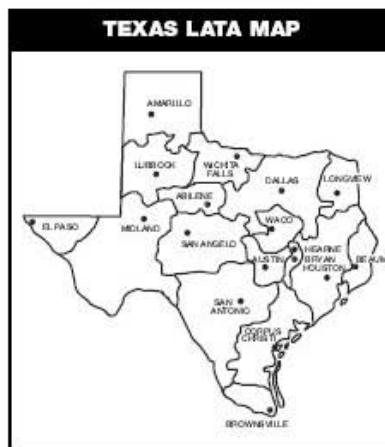 TEXAS LATA MAP
AMARILLO
LUBBOCK
WICHITA
FALLS
DALLAS
LONGVIEW
ABILENE
EL PASO
MIDLAND
SAN ANGELO
WACO
AUSTIN
HEARNE
BRYAN
HOUSTON
BEAUM
SAN
ANTONIO
CORPUS
CHRISTI
BROWNSVILLE